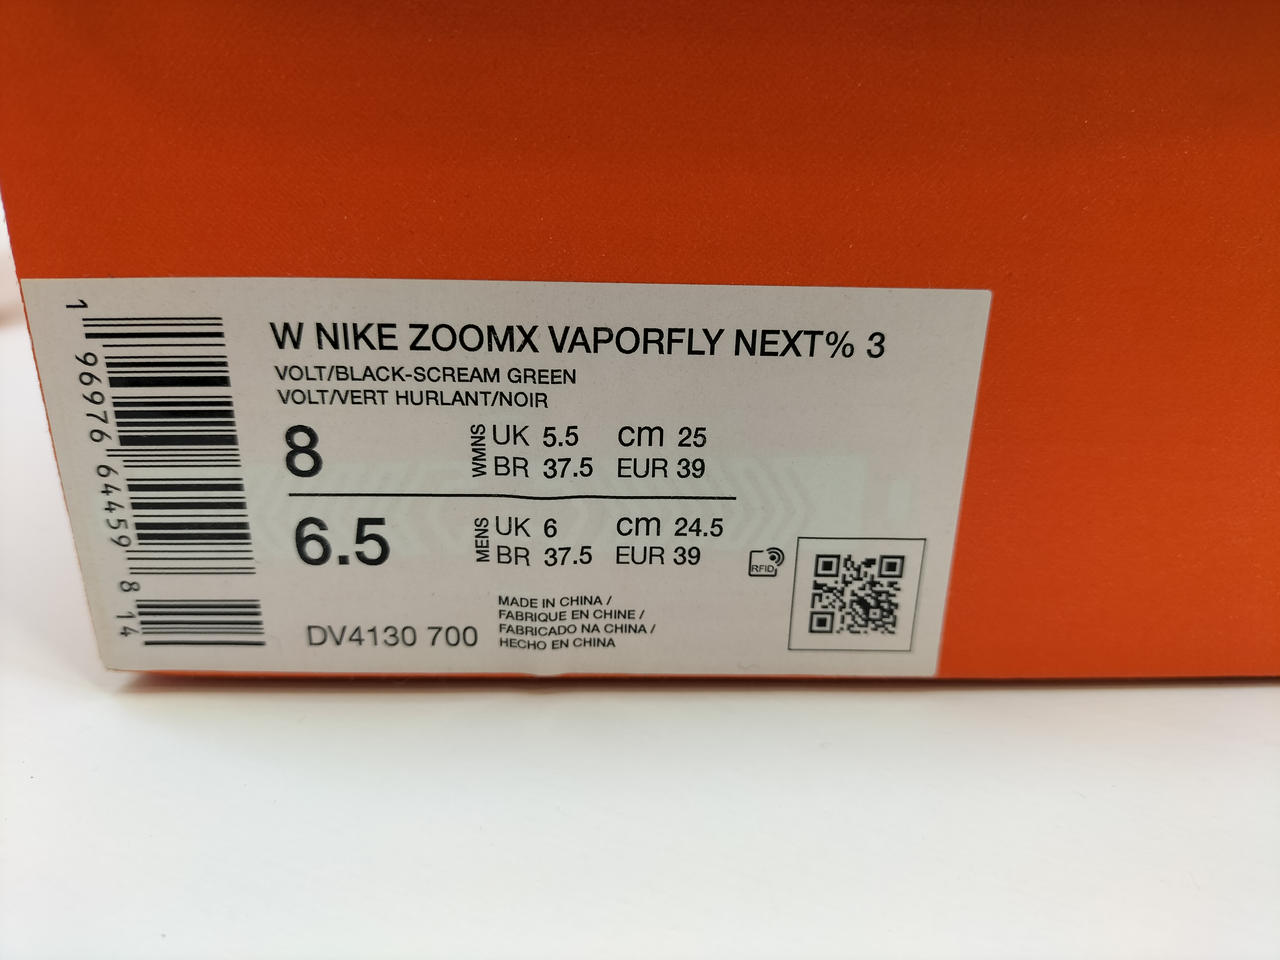 W NIKE ZOOMX VAPORFLY NEXT% 3
VOLT/BLACK-SCREAM GREEN
VOLT/VERT HURLANT/NOIR
8 WMNS UK 5.5 cm 25
BR 37.5 EUR 39
6.5 MENS UK 6 cm 24.5
BR 37.5 EUR 39
RFID
MADE IN CHINA /
FABRIQUE EN CHINE /
FABRICADO NA CHINA /
HECHO EN CHINA
DV4130 700
1 96976 64459 8 14